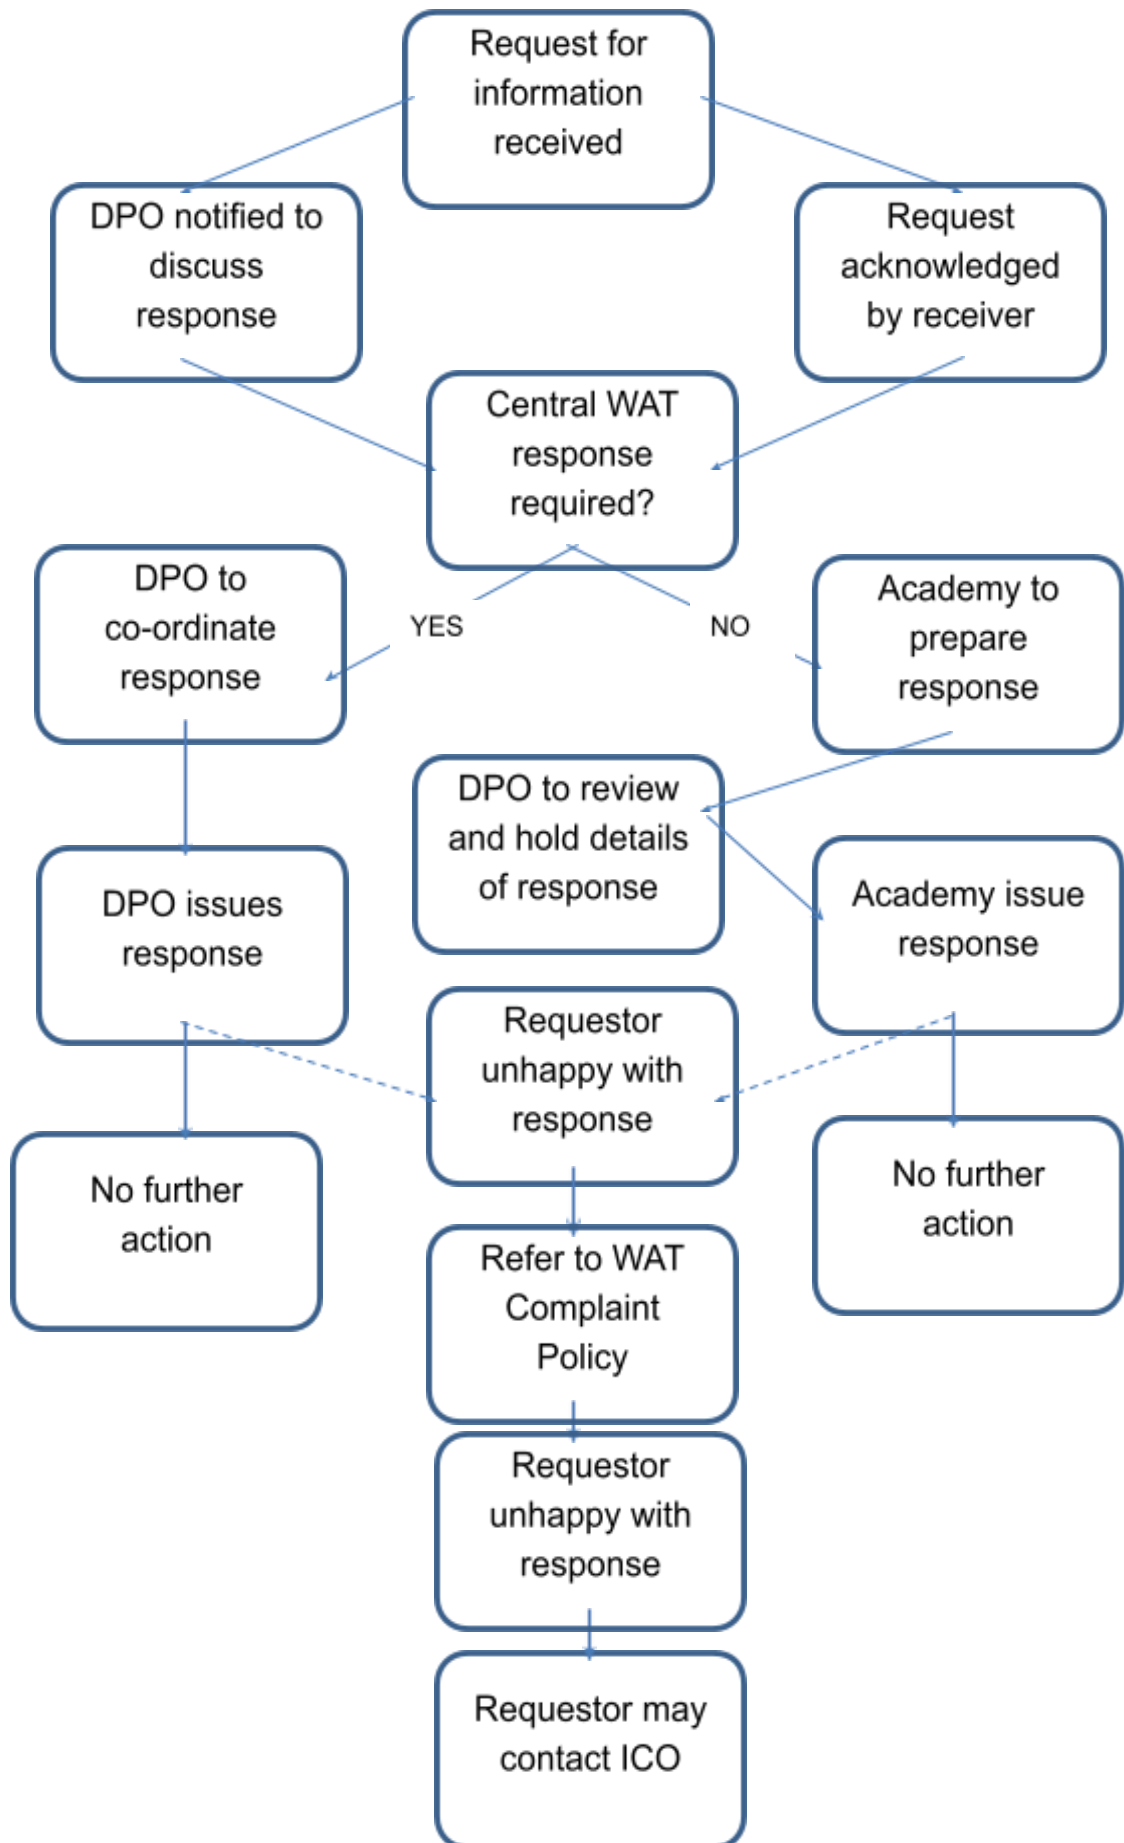 Request for
information
received
DPO notified to
discuss
response
Request
acknowledged
by receiver
Central WAT
response
required?
YES
NO
DPO to
co-ordinate
response
Academy to
prepare
response
DPO to review
and hold details
of response
DPO issues
response
Academy issue
response
Requestor
unhappy with
response
No further
action
No further
action
Refer to WAT
Complaint
Policy
Requestor
unhappy with
response
Requestor may
contact ICO